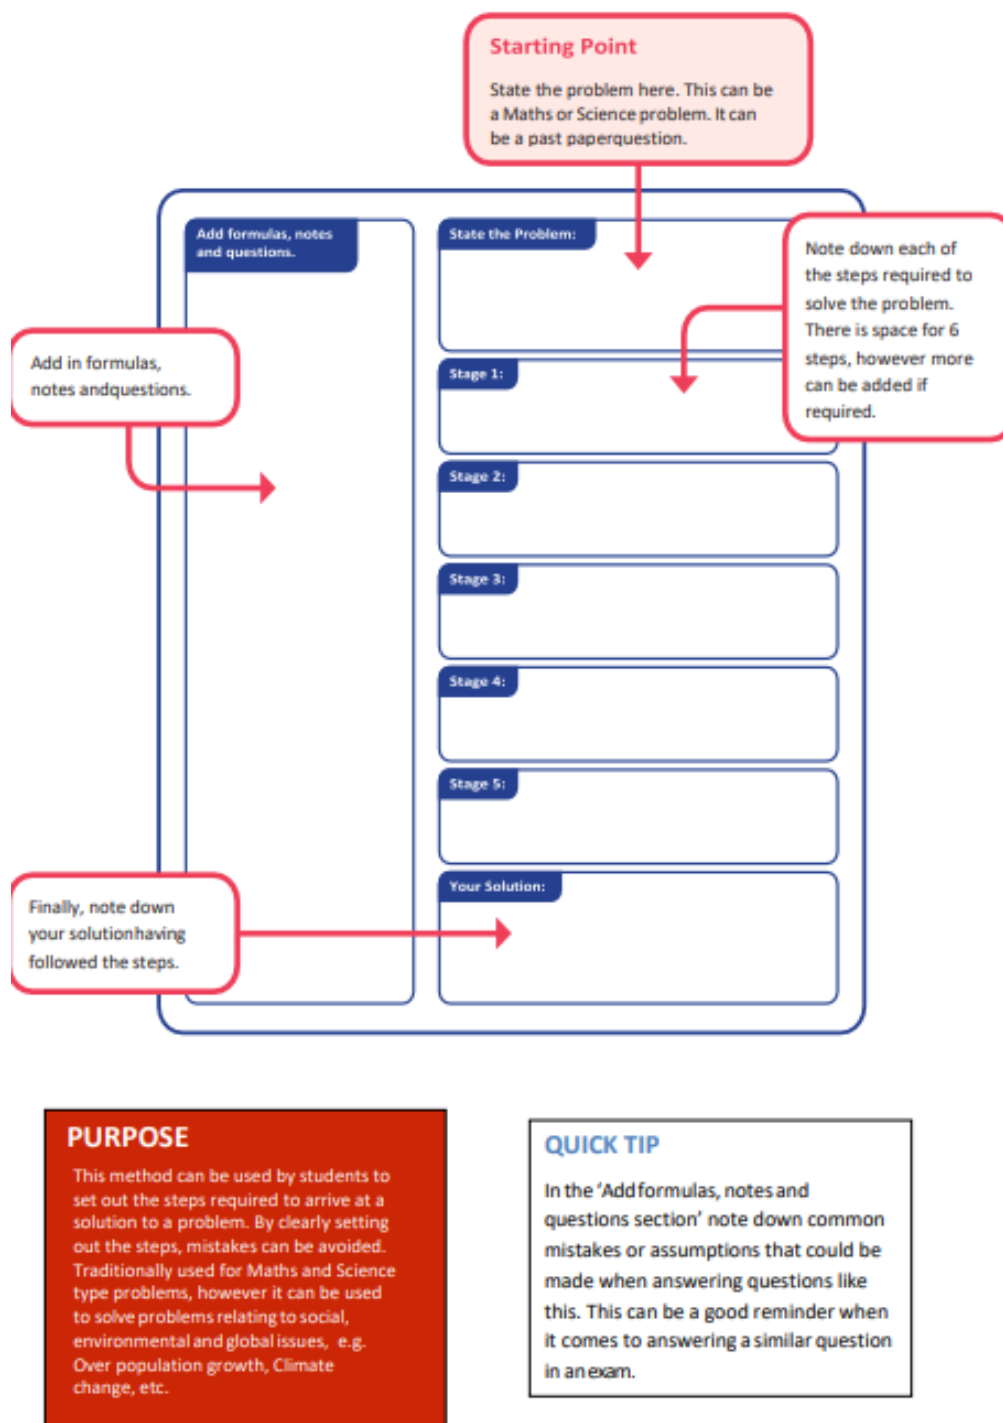 Starting Point
State the problem here. This can be
a Maths or Science problem. It can
be a past paperquestion.
Add formulas, notes
and questions.
State the Problem:
Note down each of
the steps required to
solve the problem.
There is space for 6
steps, however more
can be added if
required.
Add in formulas,
notes andquestions.
Stage 1:
Stage 2:
Stage 3:
Stage 4:
Stage 5:
Your Solution:
Finally, note down
your solutionhaving
followed the steps.
PURPOSE
This method can be used by students to
set out the steps required to arrive at a
solution to a problem. By clearly setting
out the steps, mistakes can be avoided.
Traditionally used for Maths and Science
type problems, however it can be used
to solve problems relating to social,
environmental and global issues, e.g.
Over population growth, Climate
change, etc.
QUICK TIP
In the ‘Add formulas, notes and
questions section’ note down common
mistakes or assumptions that could be
made when answering questions like
this. This can be a good reminder when
it comes to answering a similar question
in an exam.